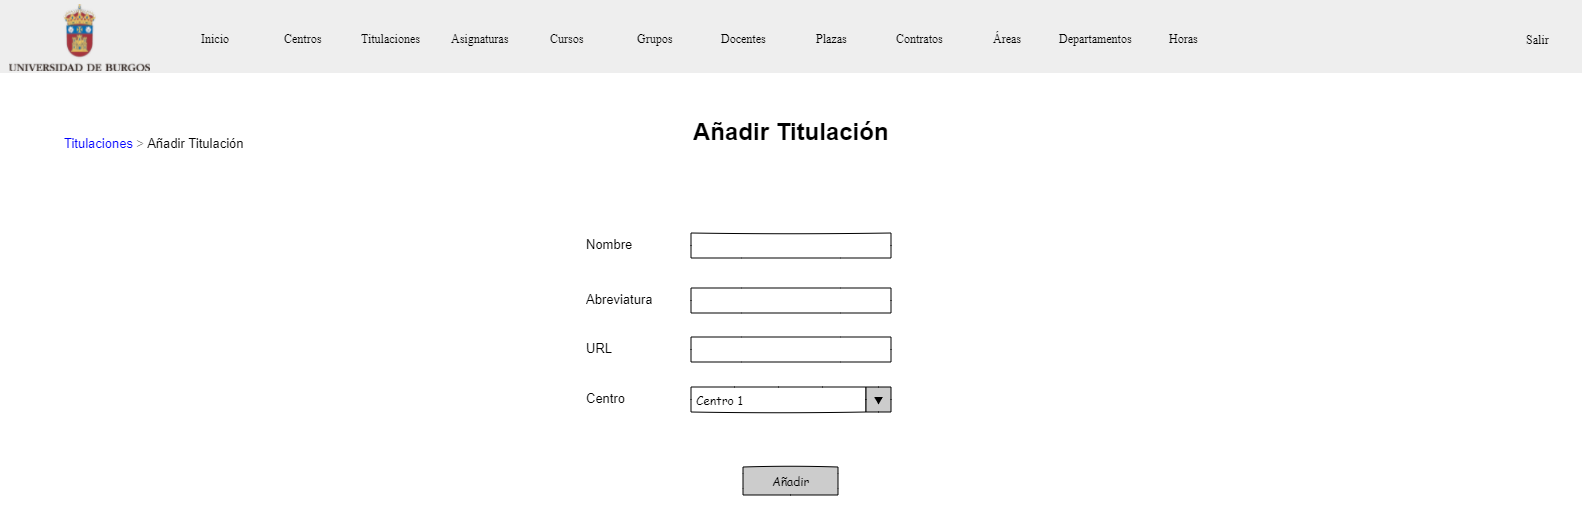 UNIVERSIDAD DE BURGOS
Inicio Centros Titulaciones Asignaturas Cursos Grupos Docentes Plazas Contratos Áreas Departamentos Horas Salir
Añadir Titulación
Titulaciones > Añadir Titulación
Nombre
Abreviatura
URL
Centro Centro 1 ▼
Añadir